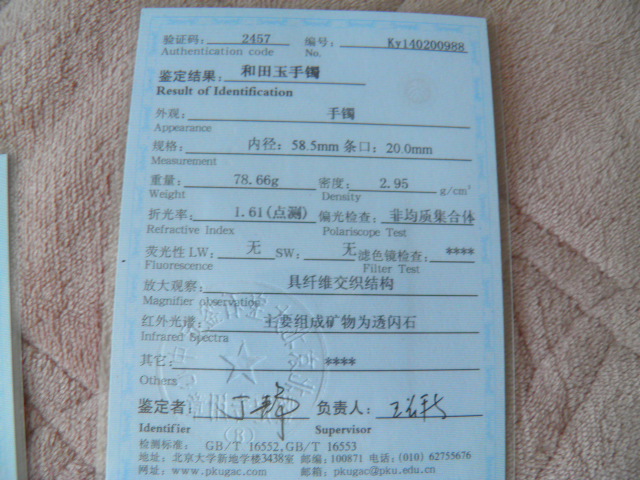 验证码: 2457 编号: Ky140200988
Authentication code No.
鉴定结果: 和田玉手镯
Result of Identification
外观: 手镯
Appearance
规格: 内径: 58.5mm 条口: 20.0mm
Measurement
重量: 78.66g 密度: 2.95 g/cm³
Weight Density
折光率: 1.61(点测) 偏光检查: 非均质集合体
Refractive Index Polariscope Test
荧光性 LW: 无 SW: 无 滤色镜检查: ****
Fluorescence Filter Test
放大观察: 具纤维交织结构
Magnifier observation
红外光谱: 主要组成矿物为透闪石
Infrared Spectra
其它: ****
Others
鉴定者: 负责人:
Identifier Supervisor
检测标准: GB/T 16552,GB/T 16553
地址: 北京大学新地学楼3438室 邮编: 100871 电话: (010) 62755676
网址: www.pkugac.com 邮箱: pkugac@pku.edu.cn